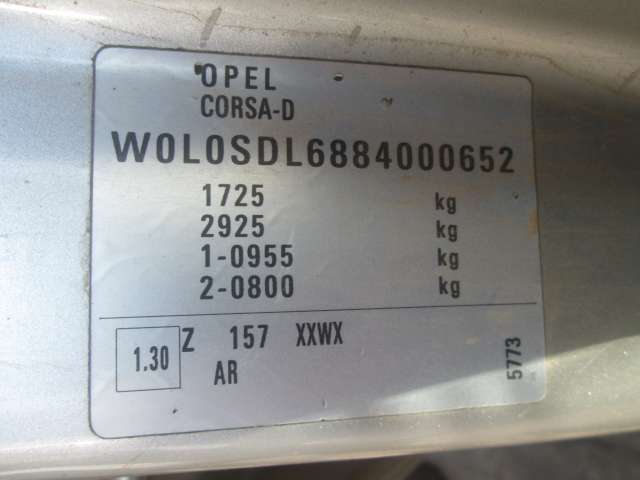 OPEL
CORSA-D
W0L0SDL6884000652
1725 kg
2925 kg
1-0955 kg
2-0800 kg
1.30 Z 157 XXWX
AR
5773